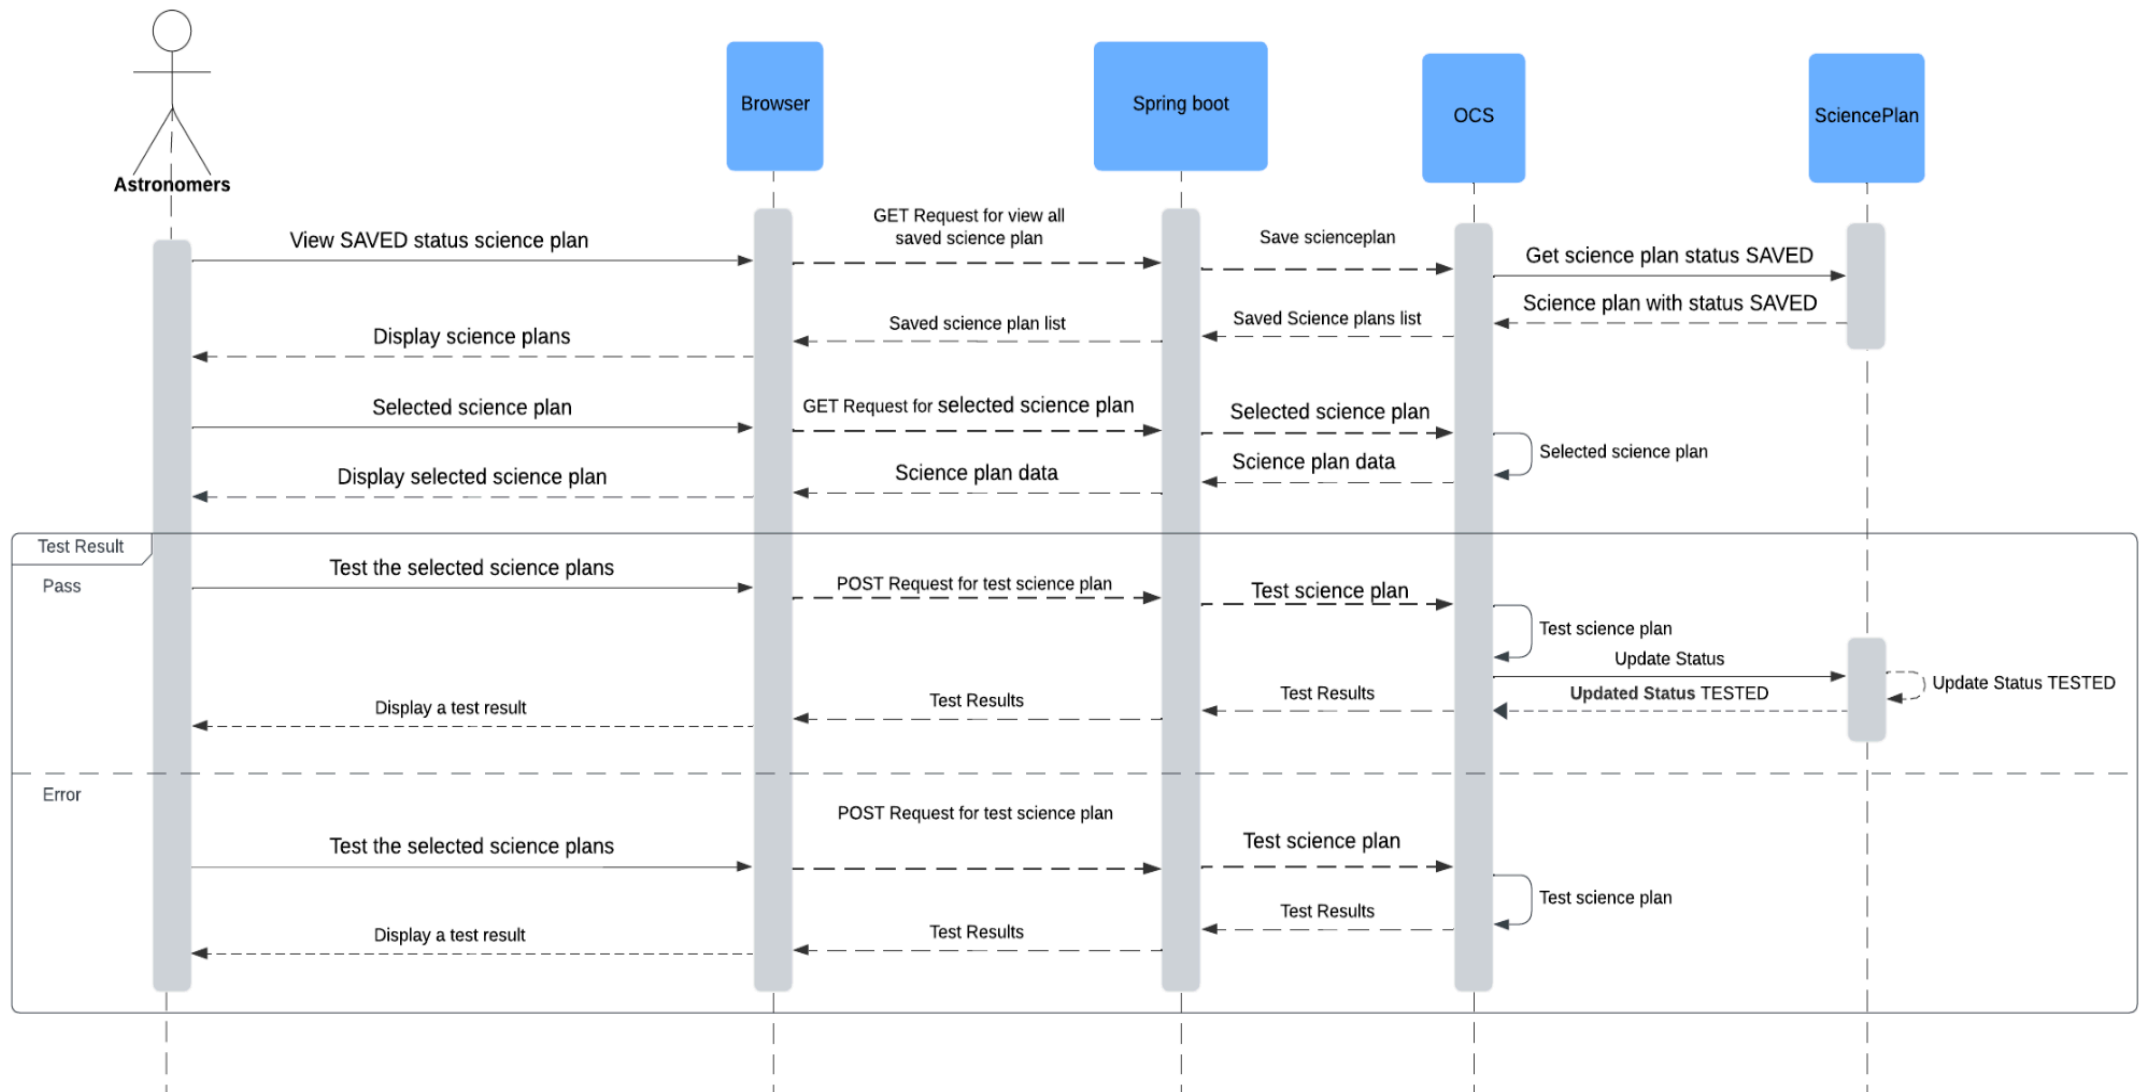 Browser
Spring boot
OCS
SciencePlan
Astronomers
View SAVED status science plan
GET Request for view all
saved science plan
Save scienceplan
Get science plan status SAVED
Science plan with status SAVED
Saved Science plans list
Saved science plan list
Display science plans
Selected science plan
GET Request for selected science plan
Selected science plan
Selected science plan
Science plan data
Science plan data
Display selected science plan
Test Result
Pass
Test the selected science plans
POST Request for test science plan
Test science plan
Test science plan
Update Status
Update Status TESTED
Updated Status TESTED
Test Results
Test Results
Display a test result
Error
POST Request for test science plan
Test the selected science plans
Test science plan
Test science plan
Test Results
Test Results
Display a test result